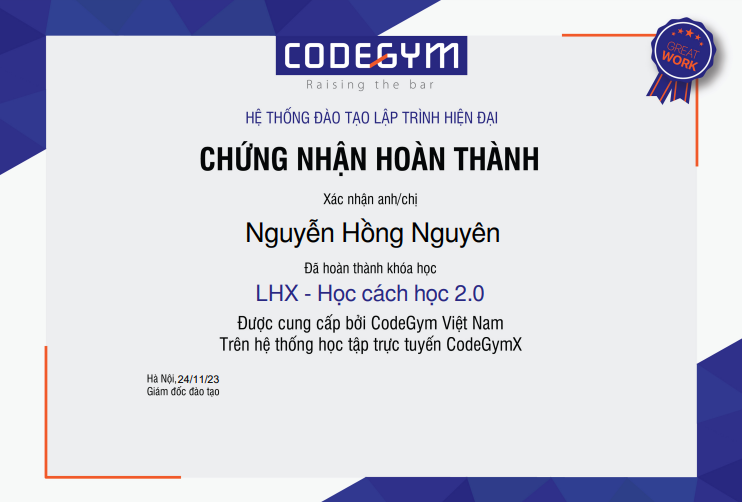 CODEGYM
Raising the bar
GREAT
WORK
HỆ THỐNG ĐÀO TẠO LẬP TRÌNH HIỆN ĐẠI
CHỨNG NHẬN HOÀN THÀNH
Xác nhận anh/chị
Nguyễn Hồng Nguyên
Đã hoàn thành khóa học
LHX - Học cách học 2.0
Được cung cấp bởi CodeGym Việt Nam
Trên hệ thống học tập trực tuyến CodeGymX
Hà Nội, 24/11/23
Giám đốc đào tạo